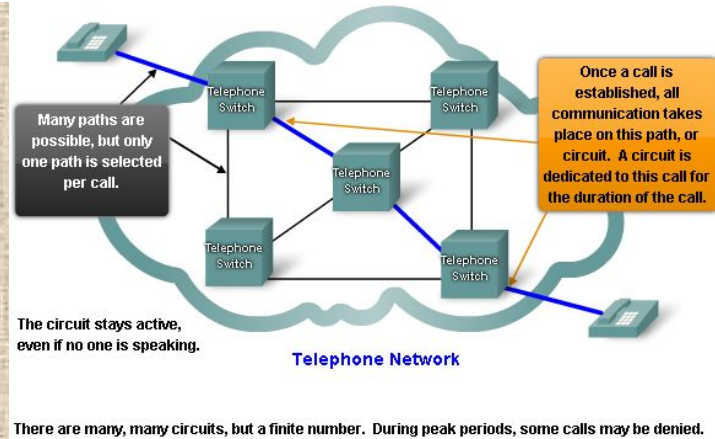 Telephone
Switch
Telephone
Switch
Many paths are
possible, but only
one path is selected
per call.
Once a call is
established, all
communication takes
place on this path, or
circuit. A circuit is
dedicated to this call for
the duration of the call.
Telephone
Switch
Telephone
Switch
Telephone
Switch
The circuit stays active,
even if no one is speaking.
Telephone Network
There are many, many circuits, but a finite number. During peak periods, some calls may be denied.